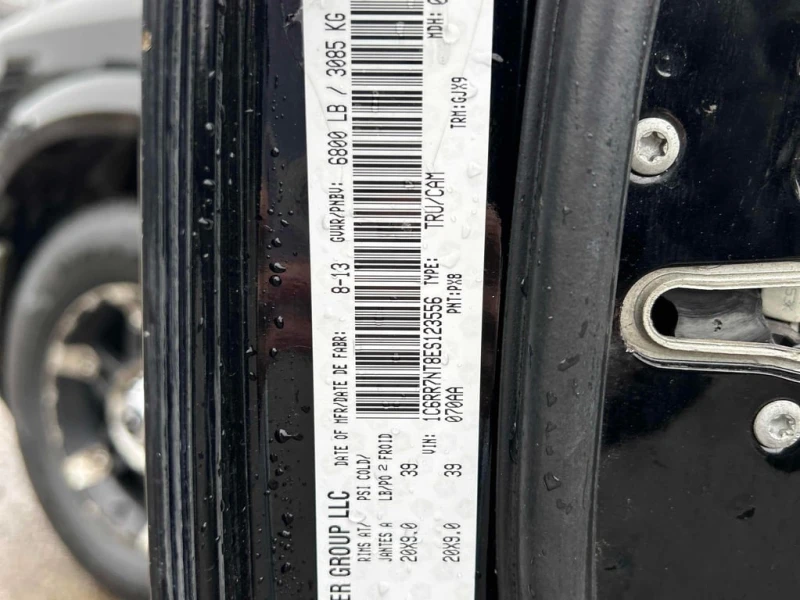 ER GROUP LLC
DATE OF MFR/DATE DE FABR: 8-13 GVWR/PNBV: 6800 LB / 3085 KG
RIMS AT/ PSI COLD/
JANTES A LB/PO 2 FROID
20X9.0 39
VIN: 1C6RR7NT8ES123556 TYPE: TRU/CAM
070AA PNT:PX8 TRM:GJX9 MDH:
20X9.0 39